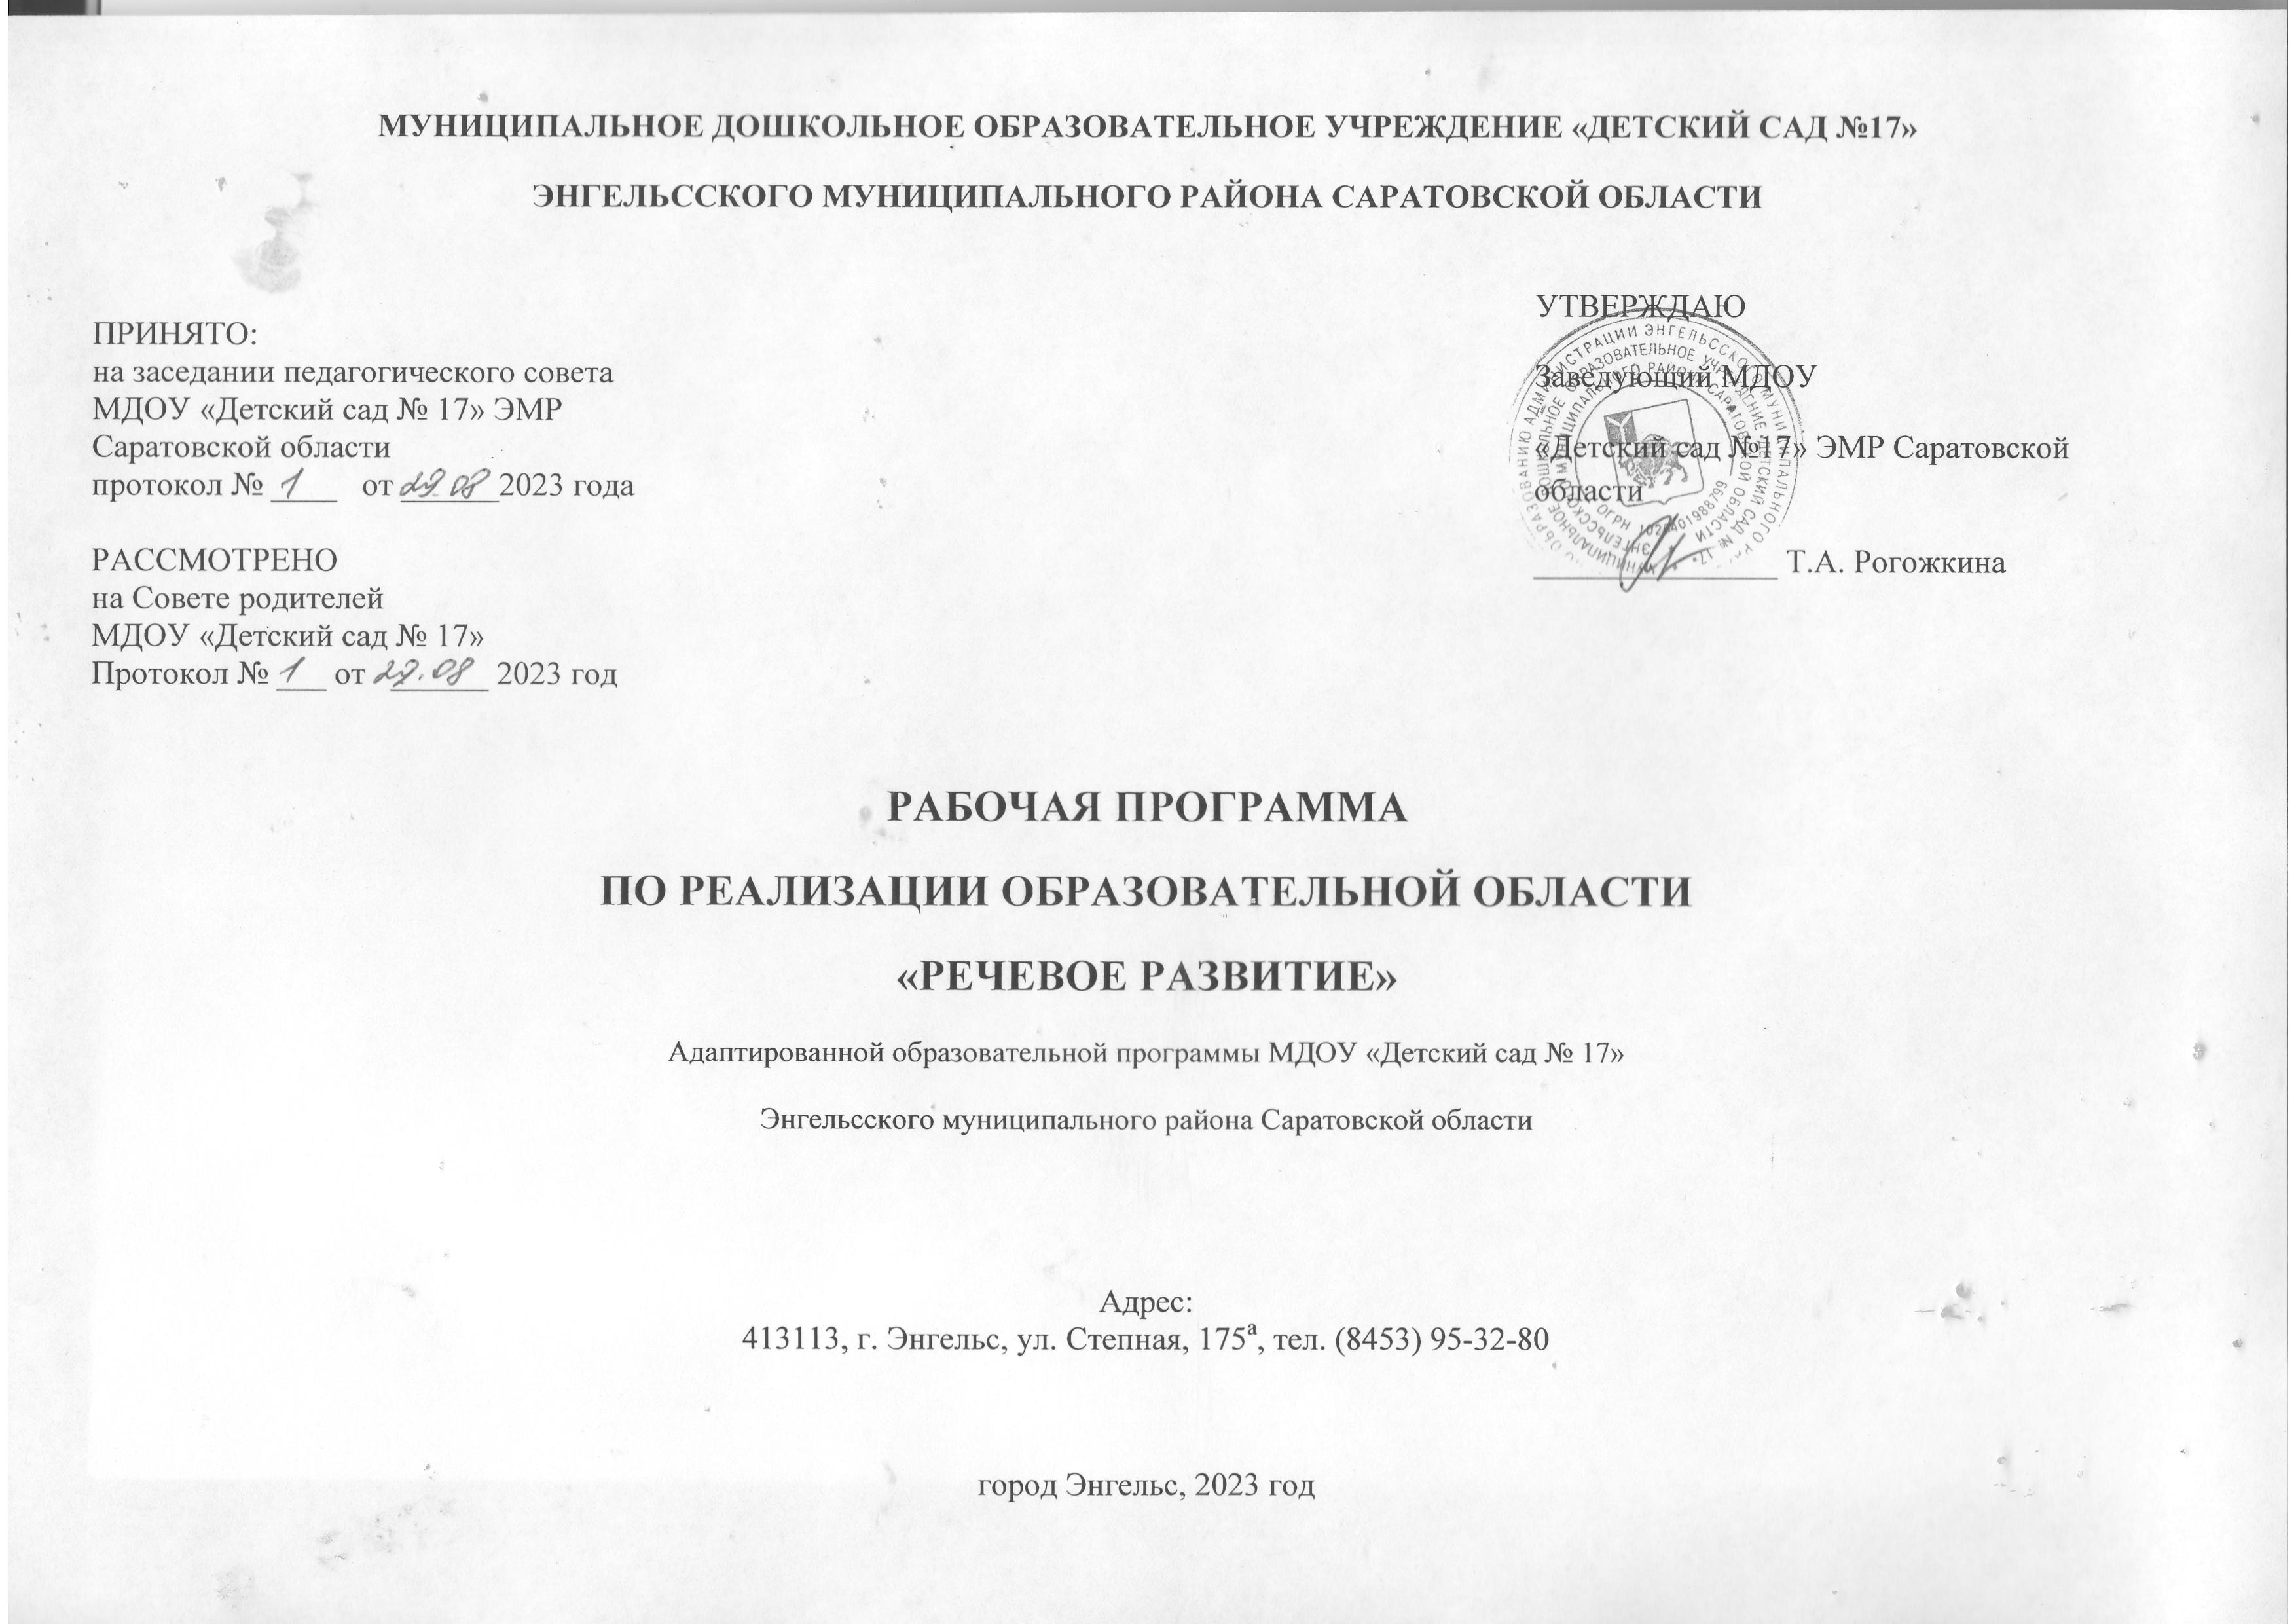 МУНИЦИПАЛЬНОЕ ДОШКОЛЬНОЕ ОБРАЗОВАТЕЛЬНОЕ УЧРЕЖДЕНИЕ «ДЕТСКИЙ САД №17»
ЭНГЕЛЬССКОГО МУНИЦИПАЛЬНОГО РАЙОНА САРАТОВСКОЙ ОБЛАСТИ
ПРИНЯТО:
на заседании педагогического совета
МДОУ «Детский сад № 17» ЭМР
Саратовской области
протокол № 1 от 29 08 2023 года
РАССМОТРЕНО
на Совете родителей
МДОУ «Детский сад № 17»
Протокол № 1 от 29.08 2023 год
УТВЕРЖДАЮ
Заведующий МДОУ
«Детский сад №17» ЭМР Саратовской
области
Т.А. Рогожкина
ОГРН 1026401988799
РАБОЧАЯ ПРОГРАММА
ПО РЕАЛИЗАЦИИ ОБРАЗОВАТЕЛЬНОЙ ОБЛАСТИ
«РЕЧЕВОЕ РАЗВИТИЕ»
Адаптированной образовательной программы МДОУ «Детский сад № 17»
Энгельсского муниципального района Саратовской области
Адрес:
413113, г. Энгельс, ул. Степная, 175а, тел. (8453) 95-32-80
город Энгельс, 2023 год